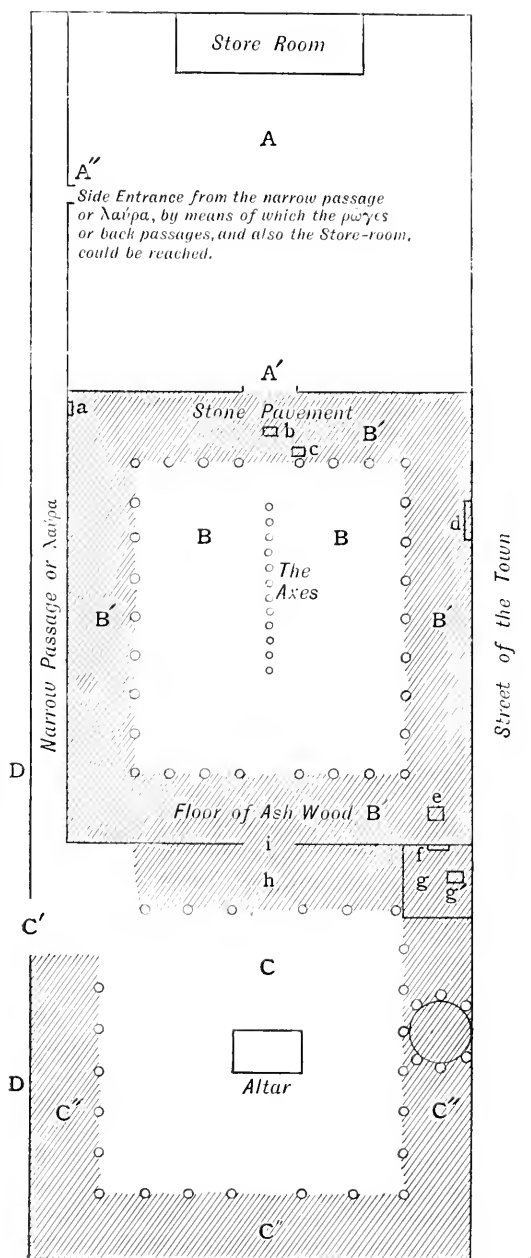 Store Room
A
A″
Side Entrance from the narrow passage
or λαύρα, by means of which the ρῶγες
or back passages, and also the Store-room,
could be reached.
A′
a
Stone Pavement
b
B′
c
d
B
B
The
Axes
B′
B′
Narrow Passage or λαύρα
Street of the Town
D
Floor of Ash Wood
B′
e
i
f
h
g
g′
C′
C
Altar
D
C″
C″
C″